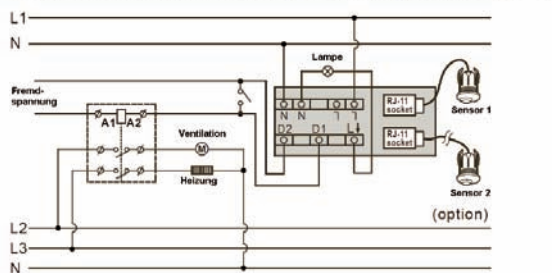 L1
N
Lampe
Fremd-
spannung
RJ-11
socket
Sensor 1
N N L L
A1 A2
D2 D1 L↓
RJ-11
socket
Ventilation
M
Heizung
Sensor 2
(option)
L2
L3
N